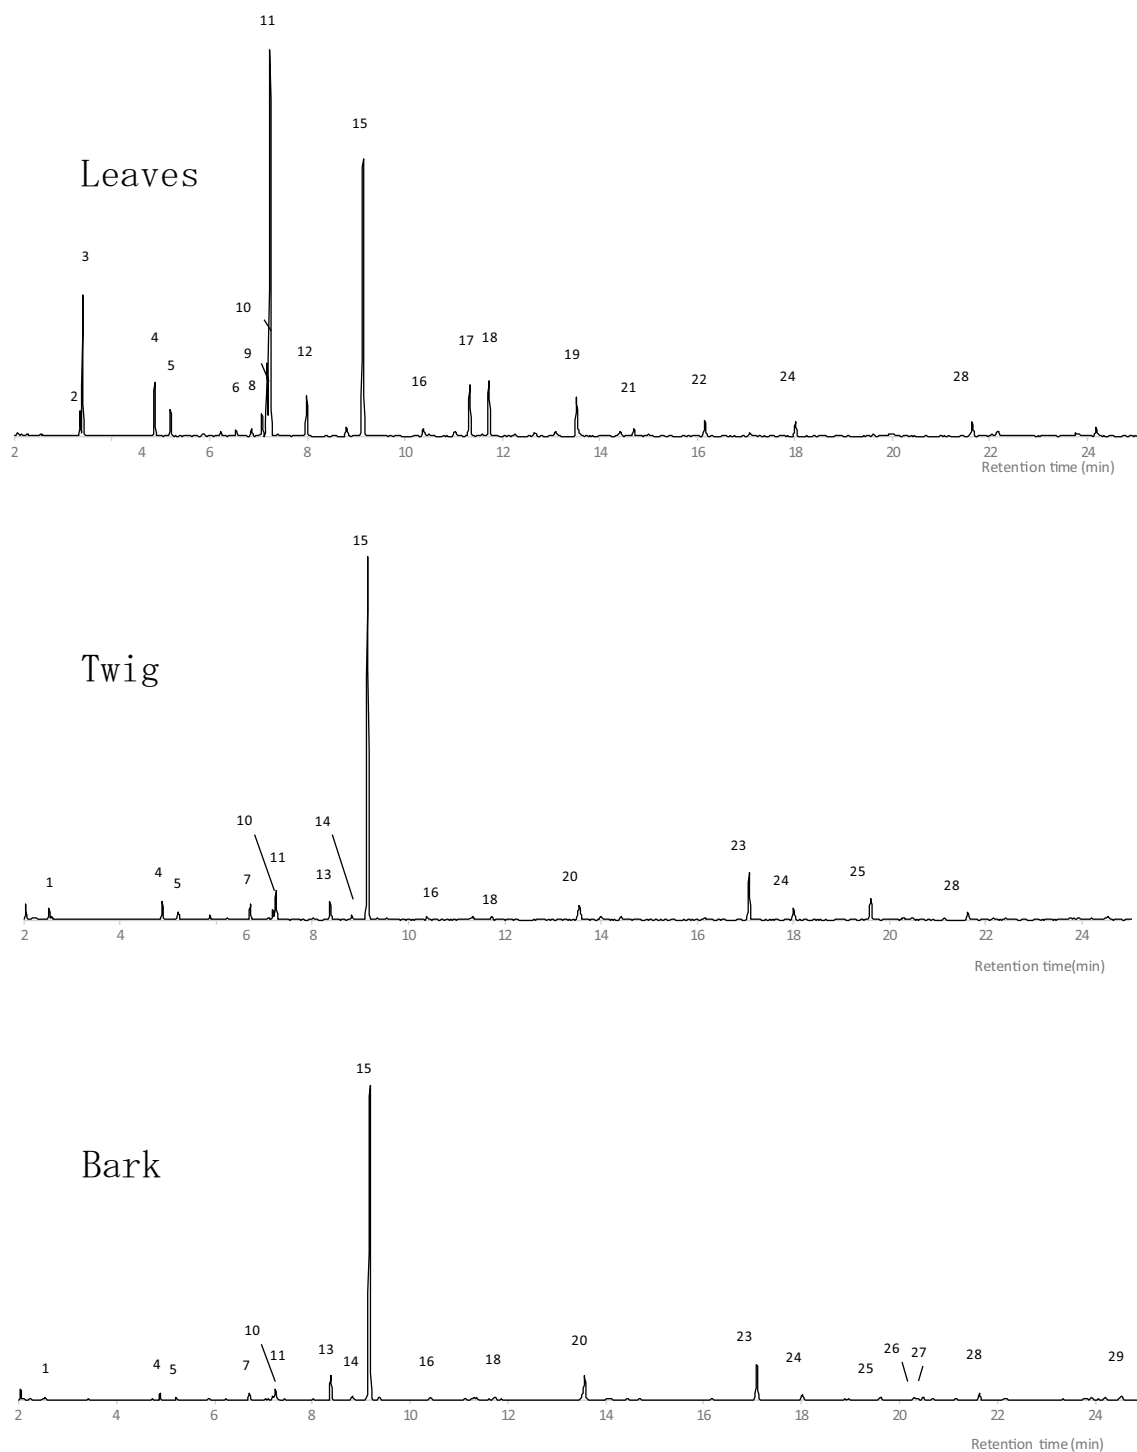 11
15
Leaves
3
10
4 9 12 17 18
5 19
2 6 8 16 21 22 24 28
2 4 6 8 10 12 14 16 18 20 22 24
Retention time (min)
15
Twig
10 14
11 23
1 4 5 7 13 16 18 20 24 25 28
2 4 6 8 10 12 14 16 18 20 22 24
Retention time(min)
15
Bark
10 13 20 23 26 27
1 4 5 7 11 14 16 18 24 25 28 29
2 4 6 8 10 12 14 16 18 20 22 24
Retention time (min)